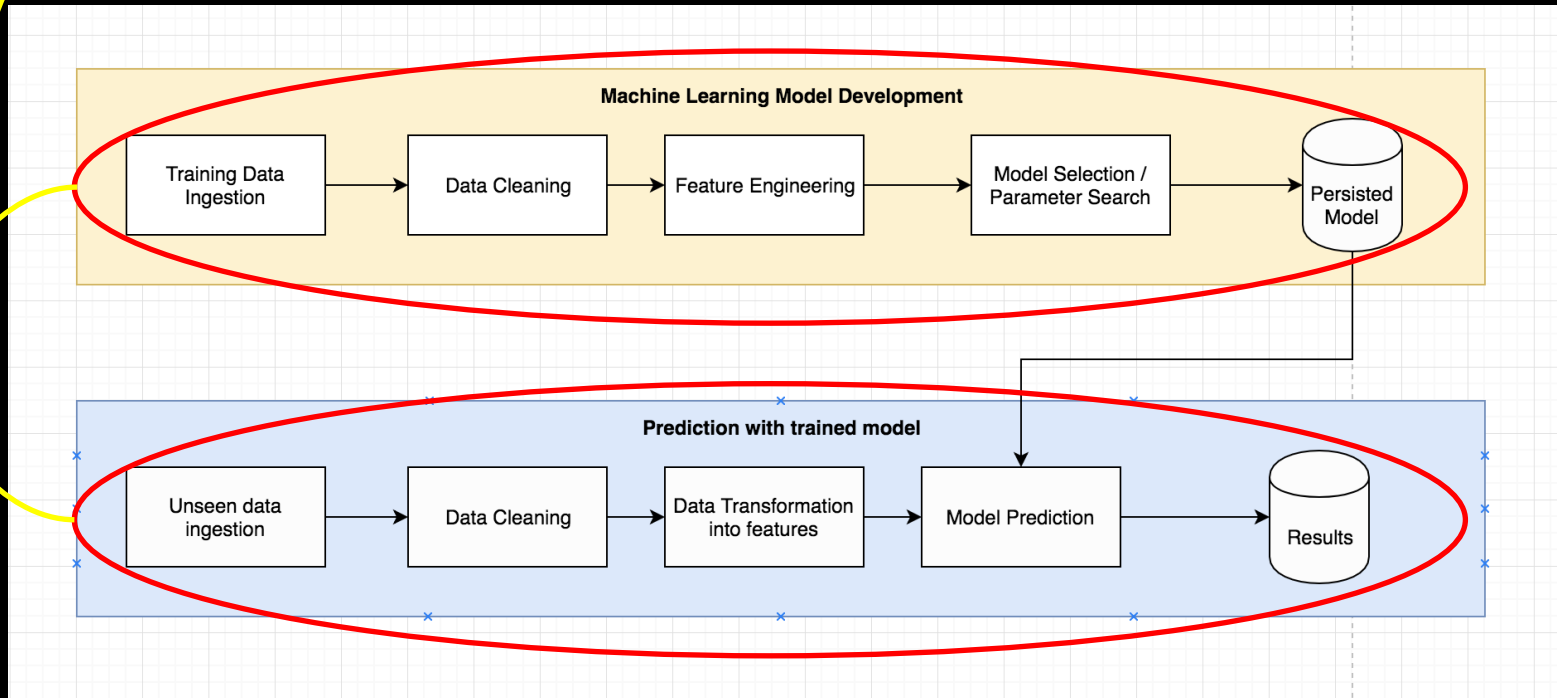 Machine Learning Model Development
Training Data
Ingestion
Data Cleaning
Feature Engineering
Model Selection /
Parameter Search
Persisted
Model
Prediction with trained model
Unseen data
ingestion
Data Cleaning
Data Transformation
into features
Model Prediction
Results